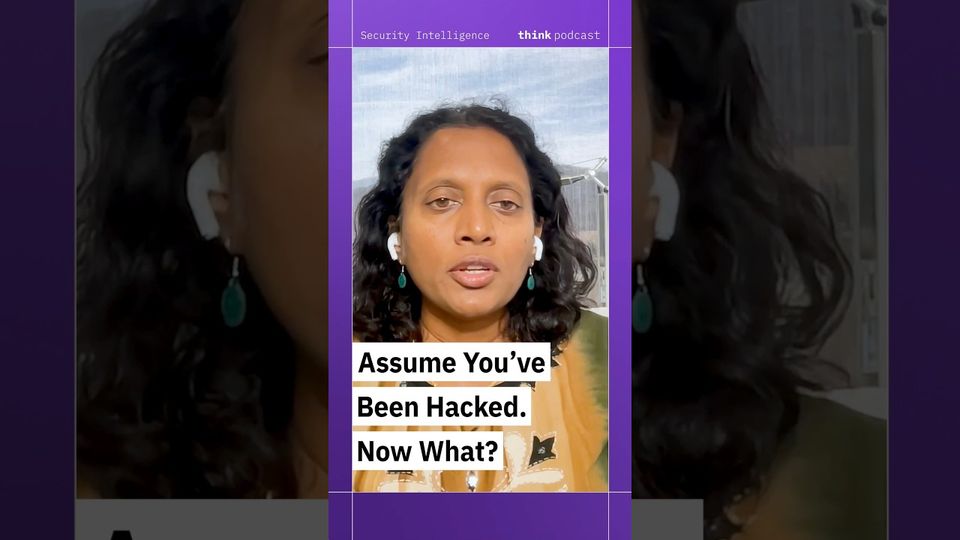 Security Intelligence
think podcast
Assume You’ve
Been Hacked.
Now What?